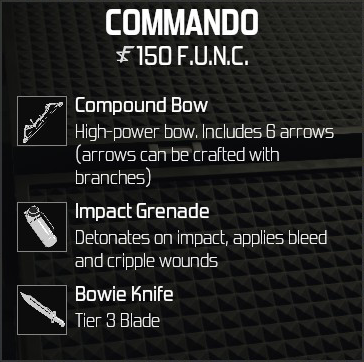 COMMANDO
150 F.U.N.C.
Compound Bow
High-power bow. Includes 6 arrows
(arrows can be crafted with
branches)
Impact Grenade
Detonates on impact, applies bleed
and cripple wounds
Bowie Knife
Tier 3 Blade